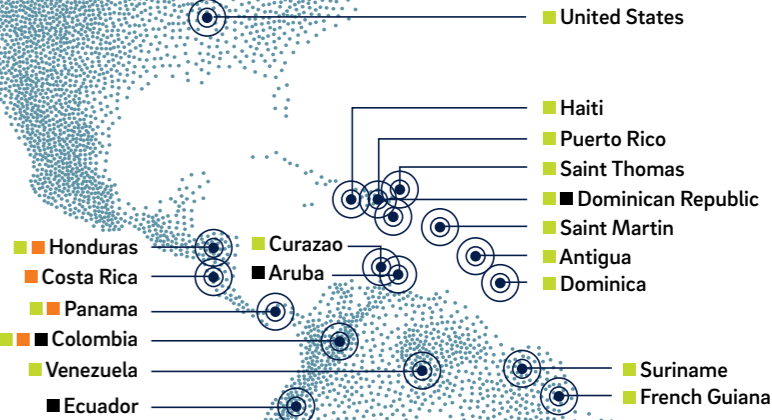 United States
Haiti
Puerto Rico
Saint Thomas
Dominican Republic
Saint Martin
Antigua
Dominica
Honduras
Costa Rica
Panama
Colombia
Venezuela
Ecuador
Curazao
Aruba
Suriname
French Guiana